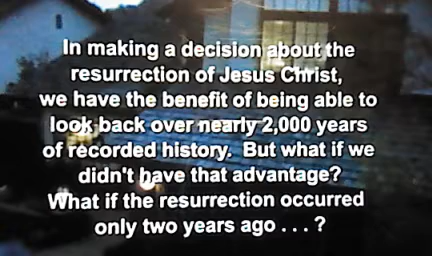 In making a decision about the
resurrection of Jesus Christ,
we have the benefit of being able to
look back over nearly 2,000 years
of recorded history.  But what if we
didn't have that advantage?
What if the resurrection occurred
only two years ago . . . ?